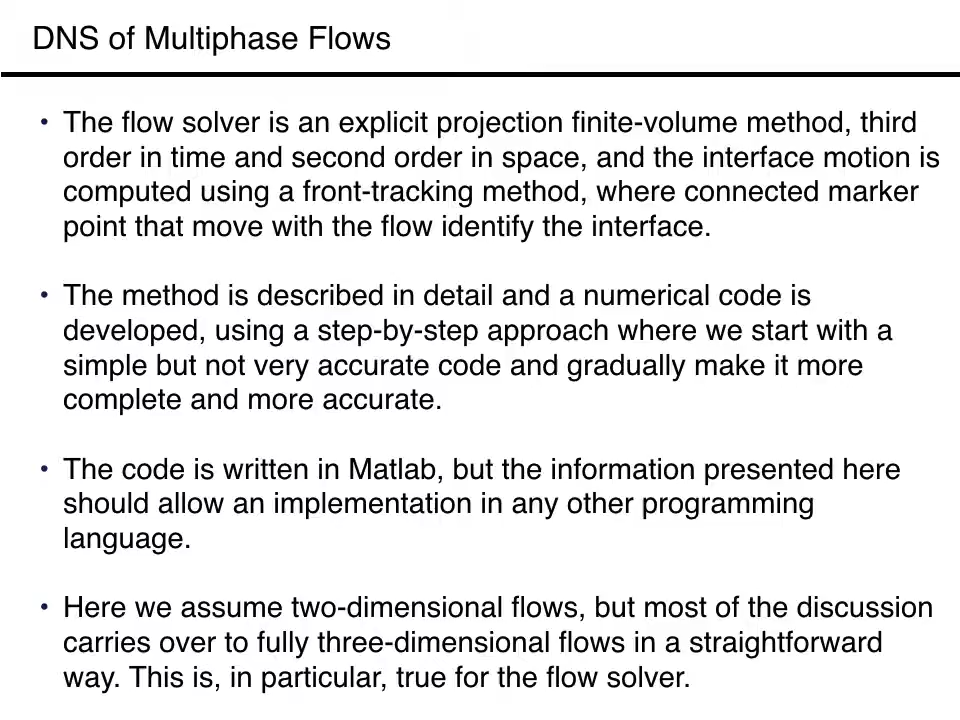 DNS of Multiphase Flows
• The flow solver is an explicit projection finite-volume method, third
order in time and second order in space, and the interface motion is
computed using a front-tracking method, where connected marker
point that move with the flow identify the interface.
• The method is described in detail and a numerical code is
developed, using a step-by-step approach where we start with a
simple but not very accurate code and gradually make it more
complete and more accurate.
• The code is written in Matlab, but the information presented here
should allow an implementation in any other programming
language.
• Here we assume two-dimensional flows, but most of the discussion
carries over to fully three-dimensional flows in a straightforward
way. This is, in particular, true for the flow solver.